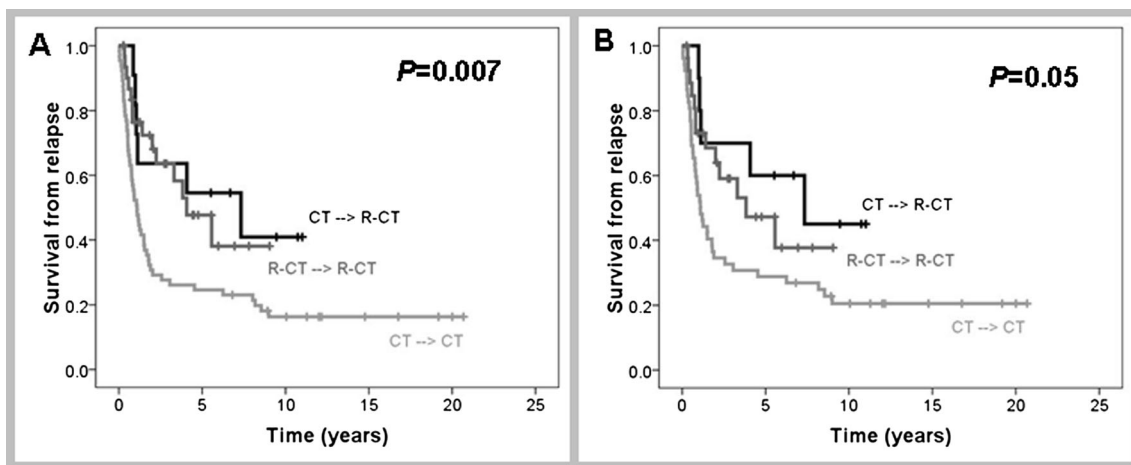 A
P=0.007
Survival from relapse
1.0
0.8
0.6
0.4
0.2
0.0
CT --> R-CT
R-CT --> R-CT
CT --> CT
0 5 10 15 20 25
Time (years)
B
P=0.05
Survival from relapse
1.0
0.8
0.6
0.4
0.2
0.0
CT --> R-CT
R-CT --> R-CT
CT --> CT
0 5 10 15 20 25
Time (years)